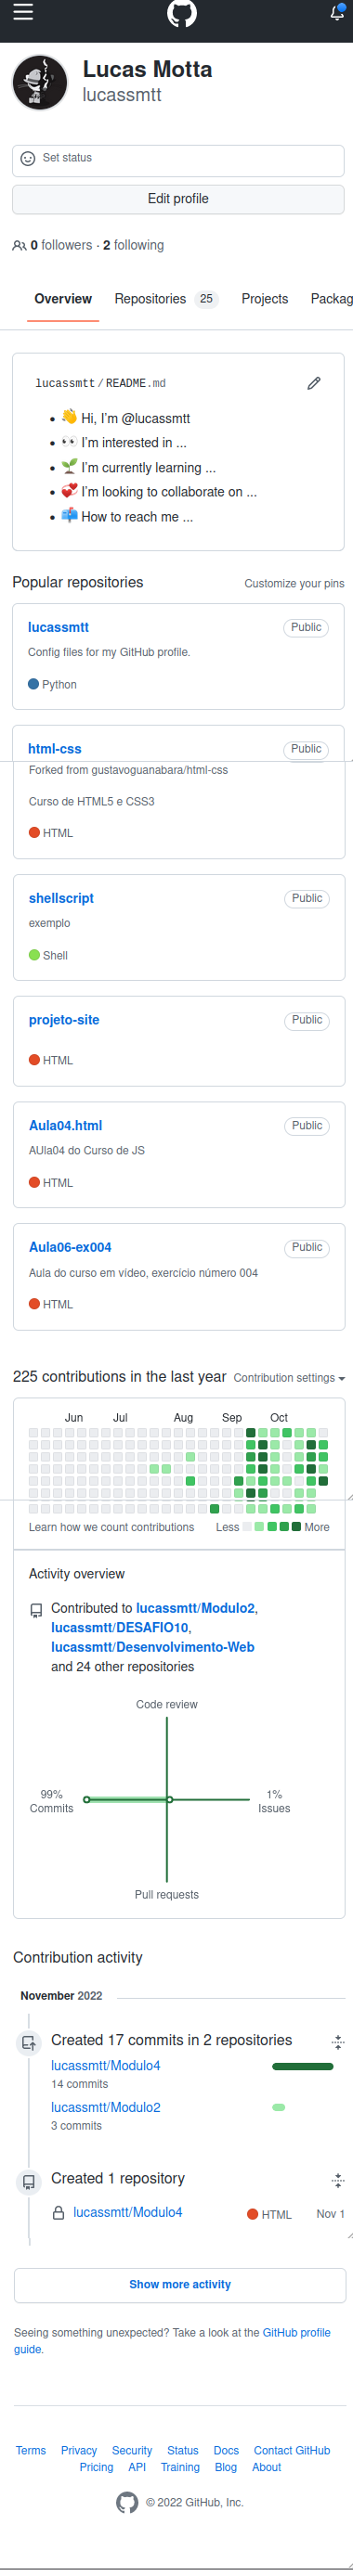 Lucas Motta
lucassmtt
Set status
Edit profile
0 followers · 2 following
Overview Repositories 25 Projects Packag
lucassmtt / README.md
👋 Hi, I'm @lucassmtt
👀 I'm interested in ...
🌱 I'm currently learning ...
💞️ I'm looking to collaborate on ...
📫 How to reach me ...
Popular repositories Customize your pins
lucassmtt Public
Config files for my GitHub profile.
Python
html-css Public
Forked from gustavoguanabara/html-css
Curso de HTML5 e CSS3
HTML
shellscript Public
exemplo
Shell
projeto-site Public
HTML
Aula04.html Public
AUla04 do Curso de JS
HTML
Aula06-ex004 Public
Aula do curso em vídeo, exercício número 004
HTML
225 contributions in the last year Contribution settings
Jun Jul Aug Sep Oct
Learn how we count contributions Less More
Activity overview
Contributed to lucassmtt/Modulo2,
lucassmtt/DESAFIO10,
lucassmtt/Desenvolvimento-Web
and 24 other repositories
Code review
99% 1%
Commits Issues
Pull requests
Contribution activity
November 2022
Created 17 commits in 2 repositories
lucassmtt/Modulo4
14 commits
lucassmtt/Modulo2
3 commits
Created 1 repository
lucassmtt/Modulo4 HTML Nov 1
Show more activity
Seeing something unexpected? Take a look at the GitHub profile
guide.
Terms Privacy Security Status Docs Contact GitHub
Pricing API Training Blog About
© 2022 GitHub, Inc.